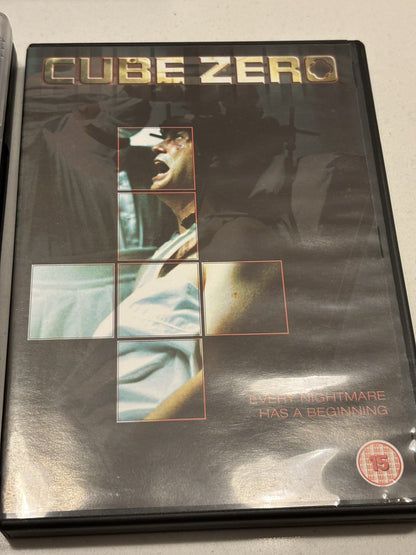 CUBE ZERO
EVERY NIGHTMARE
HAS A BEGINNING
15